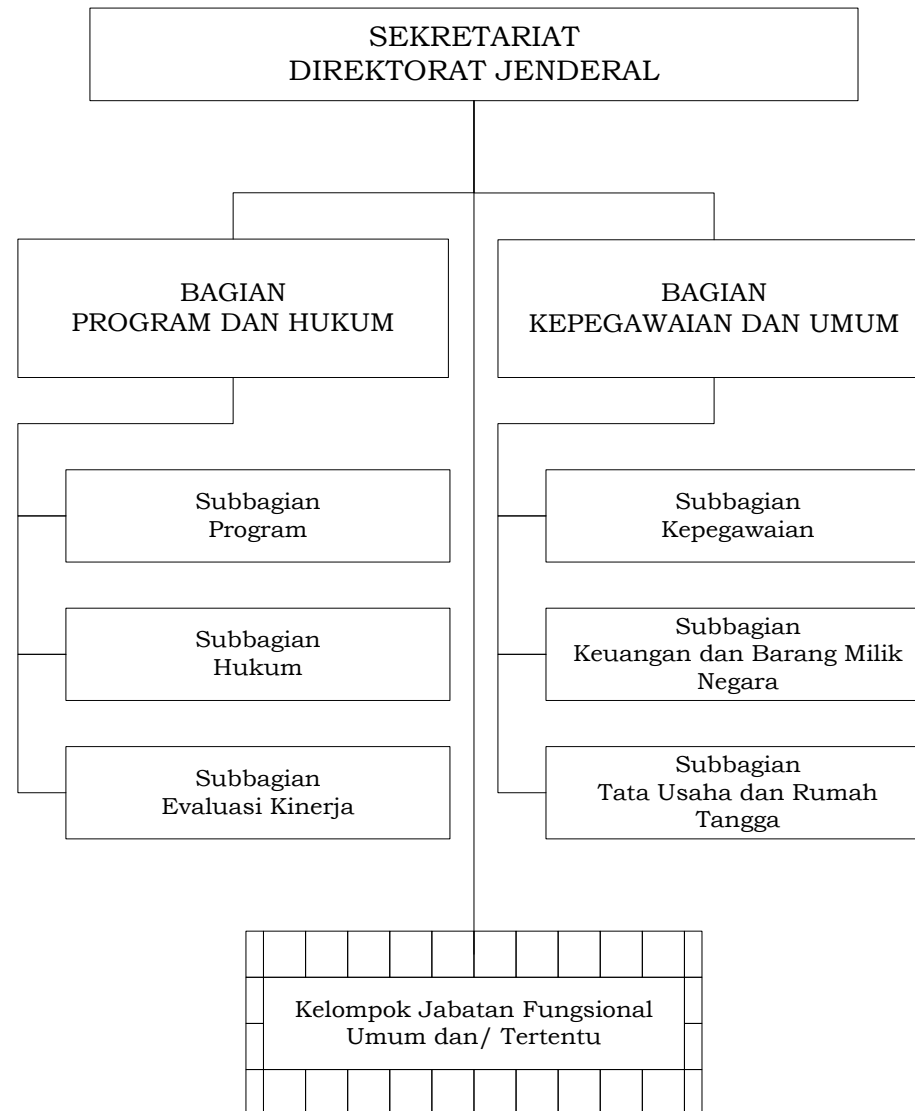 SEKRETARIAT
DIREKTORAT JENDERAL
BAGIAN
PROGRAM DAN HUKUM
BAGIAN
KEPEGAWAIAN DAN UMUM
Subbagian
Program
Subbagian
Kepegawaian
Subbagian
Hukum
Subbagian
Keuangan dan Barang Milik
Negara
Subbagian
Evaluasi Kinerja
Subbagian
Tata Usaha dan Rumah
Tangga
Kelompok Jabatan Fungsional
Umum dan/ Tertentu